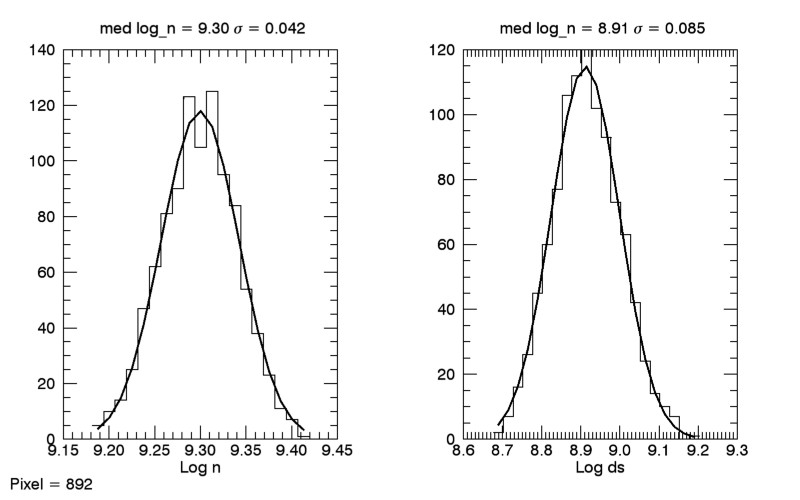 med log_n = 9.30 σ = 0.042
140
120
100
80
60
40
20
0
9.15 9.20 9.25 9.30 9.35 9.40 9.45
Log n
med log_n = 8.91 σ = 0.085
120
100
80
60
40
20
0
8.6 8.7 8.8 8.9 9.0 9.1 9.2 9.3
Log ds
Pixel = 892